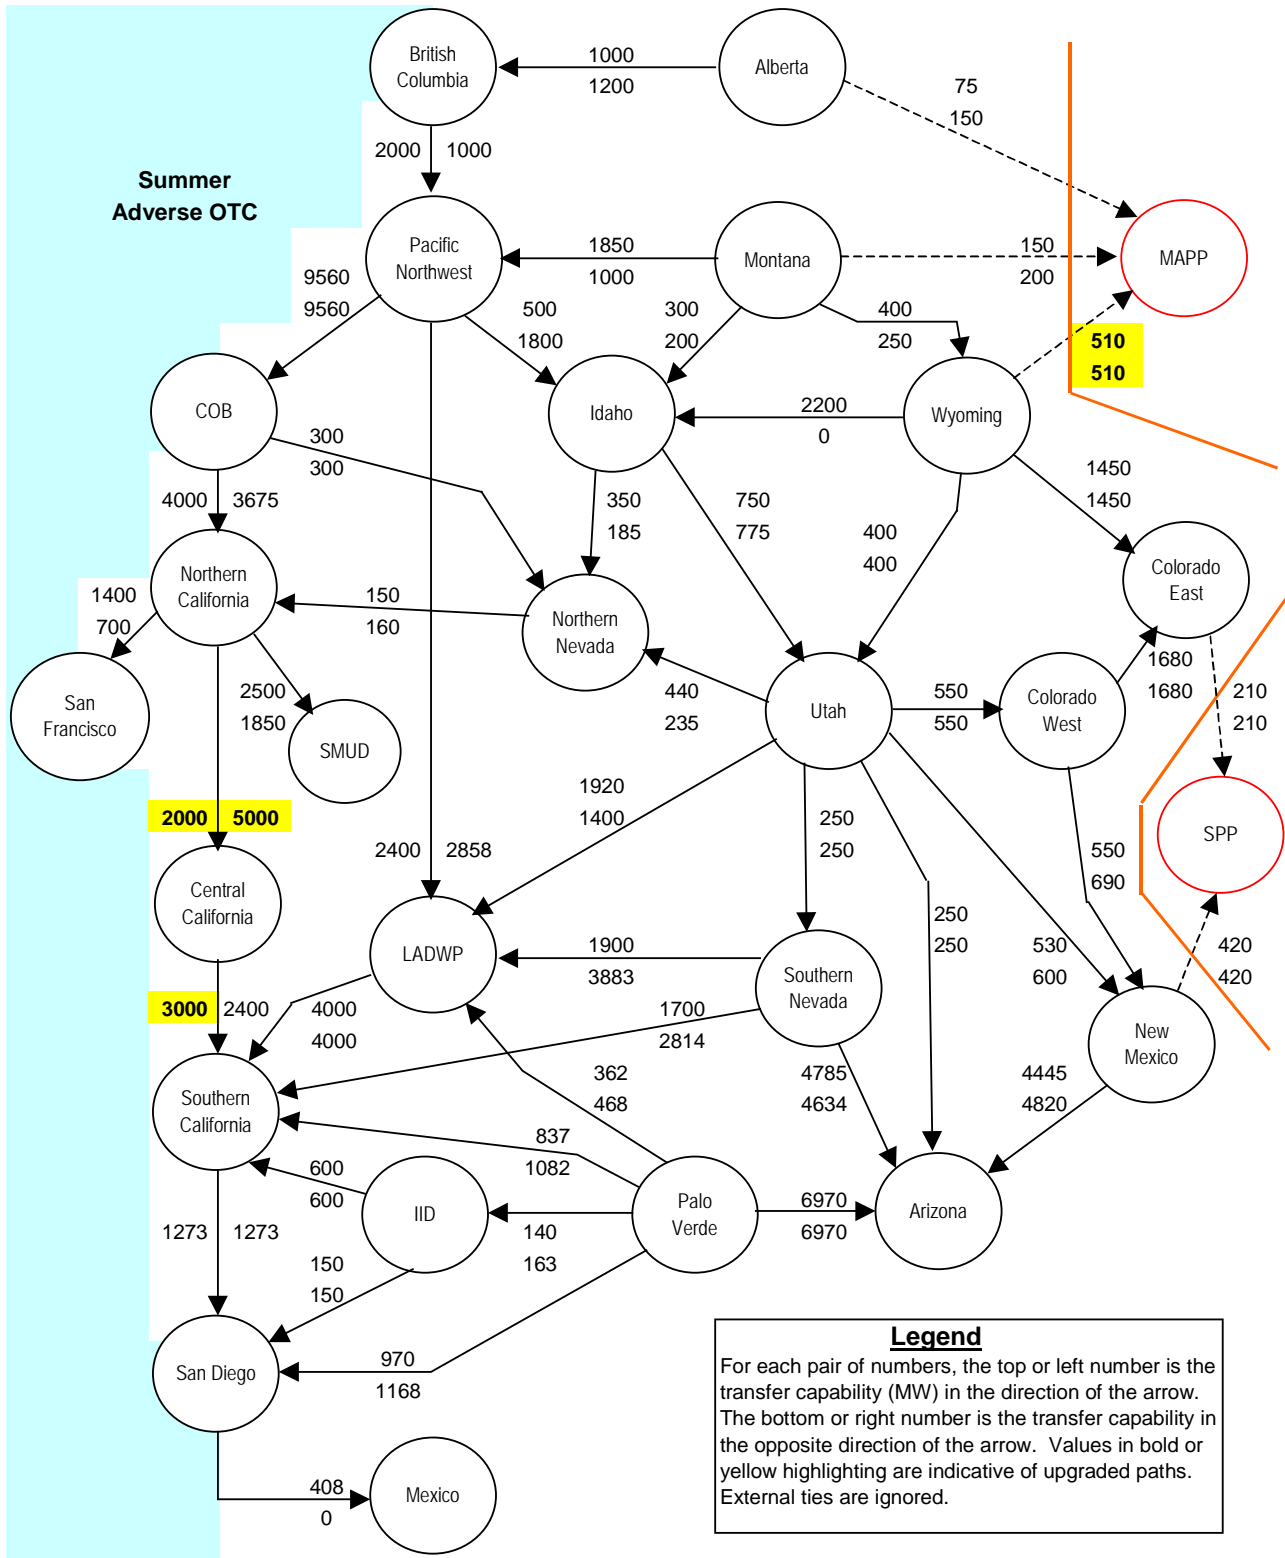 British
Columbia
1000
1200
Alberta
75
150
2000 1000
Summer
Adverse OTC
Pacific
Northwest
1850
1000
Montana
150
200
MAPP
9560
9560
500
1800
300
200
400
250
510
510
COB
Idaho
2200
0
Wyoming
300
300
4000 3675
350
185
750
775
400
400
1450
1450
Northern
California
Colorado
East
1400
700
150
160
Northern
Nevada
San
Francisco
2500
1850
SMUD
440
235
Utah
550
550
Colorado
West
1680
1680
210
210
1920
1400
2000 5000
250
250
SPP
2400 2858
550
690
Central
California
250
250
530
600
420
420
LADWP
1900
3883
Southern
Nevada
3000 2400
4000
4000
1700
2814
New
Mexico
362
468
4785
4634
4445
4820
Southern
California
837
1082
600
600
IID
140
163
Palo
Verde
6970
6970
Arizona
1273 1273
150
150
San Diego
970
1168
408
0
Mexico
Legend
For each pair of numbers, the top or left number is the
transfer capability (MW) in the direction of the arrow.
The bottom or right number is the transfer capability in
the opposite direction of the arrow.  Values in bold or
yellow highlighting are indicative of upgraded paths.
External ties are ignored.